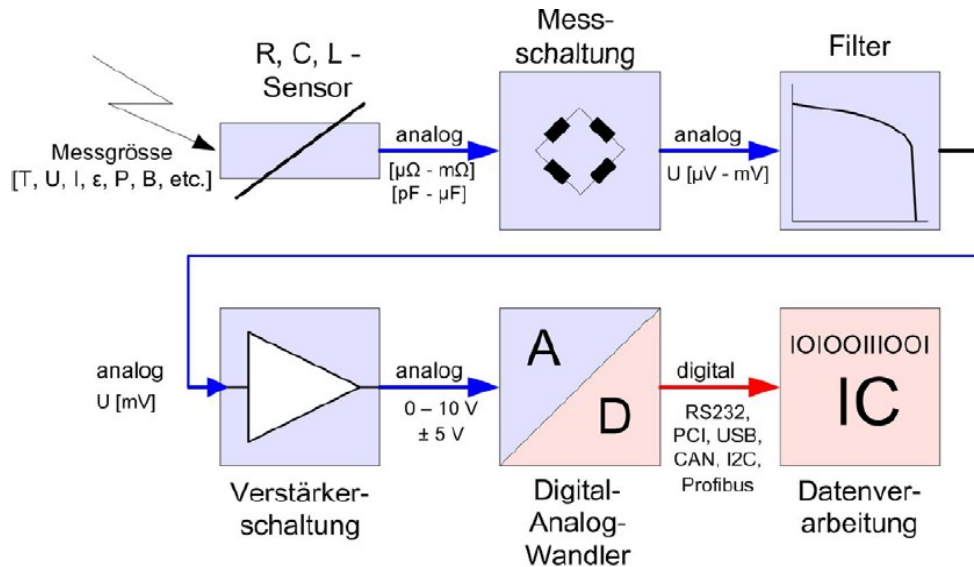 R, C, L -
Sensor
Mess-
schaltung
Filter
Messgrösse
[T, U, I, ε, P, B, etc.]
analog
[µΩ - mΩ]
[pF - µF]
analog
U [µV - mV]
analog
U [mV]
analog
0 – 10 V
± 5 V
A
D
digital
RS232,
PCI, USB,
CAN, I2C,
Profibus
IOIOOIIIOOI
IC
Verstärker-
schaltung
Digital-
Analog-
Wandler
Datenver-
arbeitung